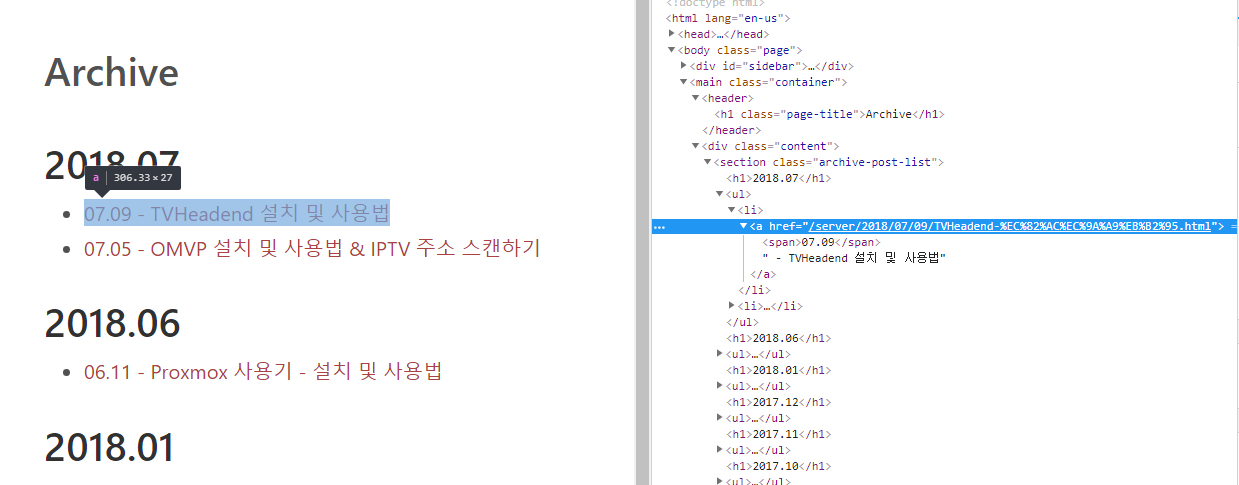 Archive
2018.07
a 306.33×27
07.09 - TVHeadend 설치 및 사용법
07.05 - OMVP 설치 및 사용법 & IPTV 주소 스캔하기
2018.06
06.11 - Proxmox 사용기 - 설치 및 사용법
2018.01
<!doctype html>
<html lang="en-us">
<head>…</head>
<body class="page">
<div id="sidebar">…</div>
<main class="container">
<header>
<h1 class="page-title">Archive</h1>
</header>
<div class="content">
<section class="archive-post-list">
<h1>2018.07</h1>
<ul>
<li>
<a href="/server/2018/07/09/TVHeadend-%EC%82%AC%EC%9A%A9%EB%B2%95.html"> =
<span>07.09</span>
" - TVHeadend 설치 및 사용법"
</a>
</li>
<li>…</li>
</ul>
<h1>2018.06</h1>
<ul>…</ul>
<h1>2018.01</h1>
<ul>…</ul>
<h1>2017.12</h1>
<ul>…</ul>
<h1>2017.11</h1>
<ul>…</ul>
<h1>2017.10</h1>
<ul>…</ul>